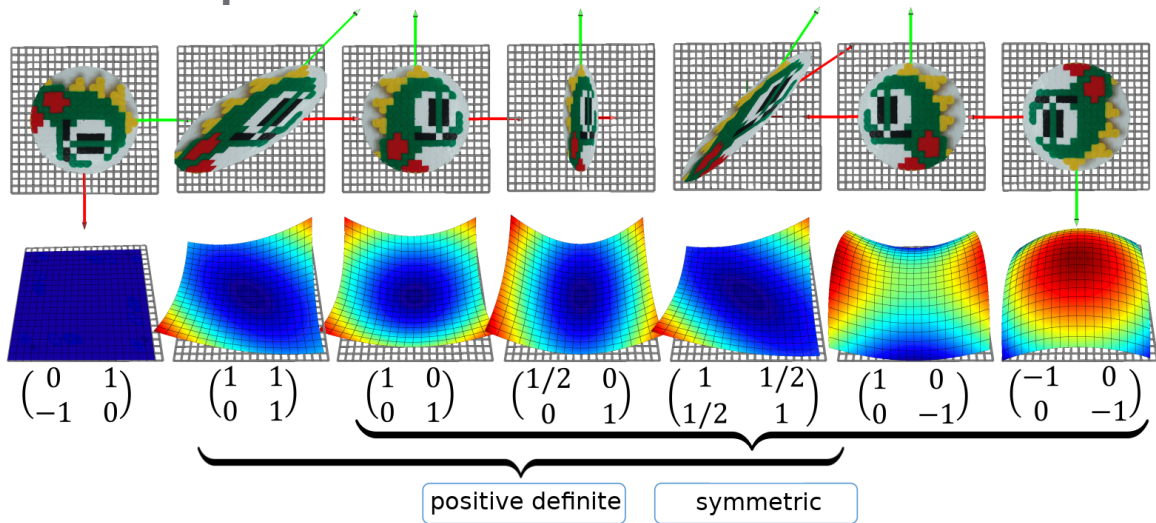 0 1 1 1 1 0 1/2 0 1 1/2 1 0 −1 0
−1 0 0 1 0 1 0 1 1/2 1 0 −1 0 −1
positive definite
symmetric